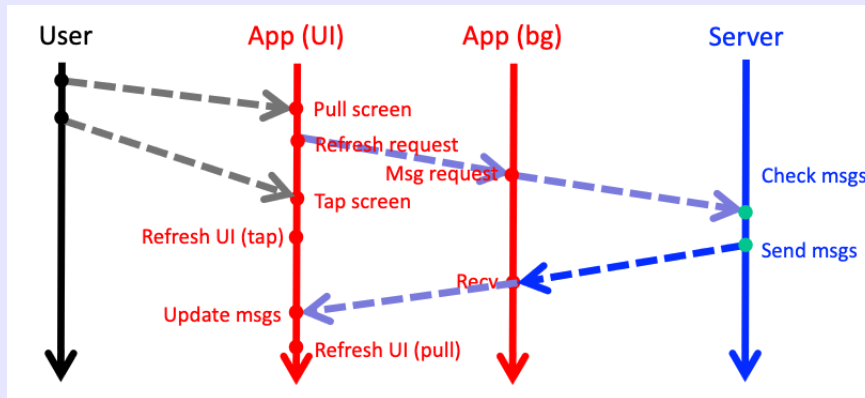 User
App (UI)
App (bg)
Server
Pull screen
Refresh request
Msg request
Check msgs
Tap screen
Refresh UI (tap)
Send msgs
Recv
Update msgs
Refresh UI (pull)